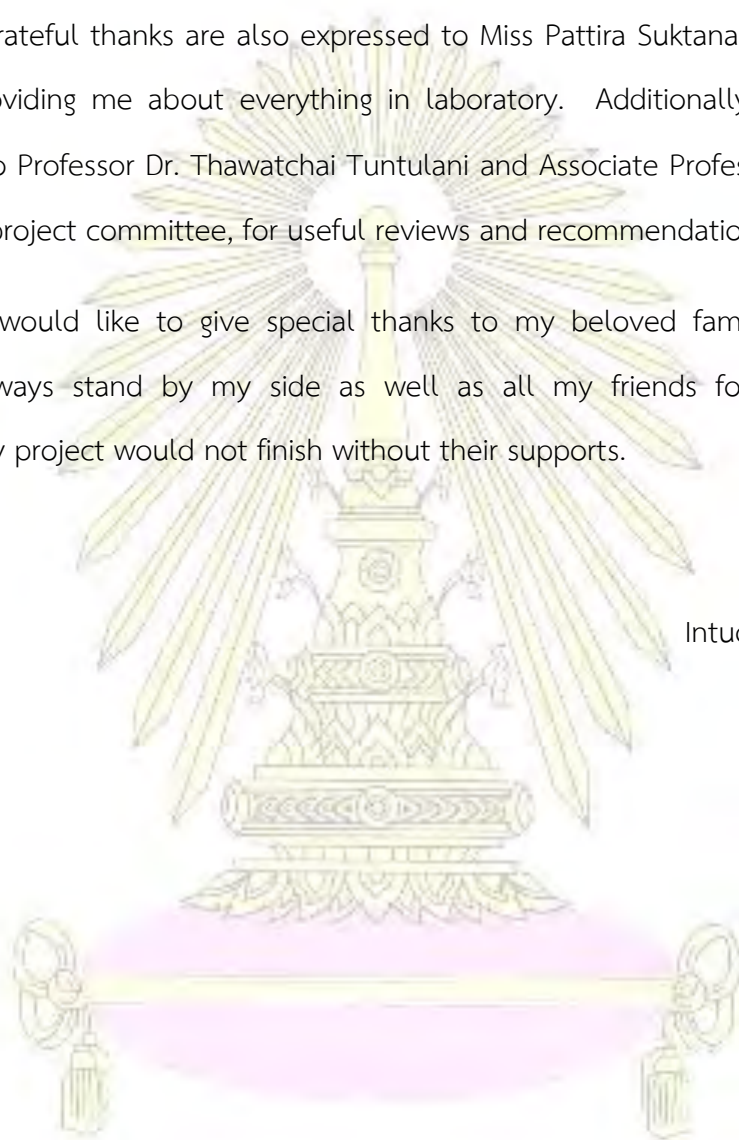 rateful thanks are also expressed to Miss Pattira Suktana
oviding me about everything in laboratory. Additionally
o Professor Dr. Thawatchai Tuntulani and Associate Profes
project committee, for useful reviews and recommendatio
would like to give special thanks to my beloved fam
ways stand by my side as well as all my friends fo
y project would not finish without their supports.
Intu